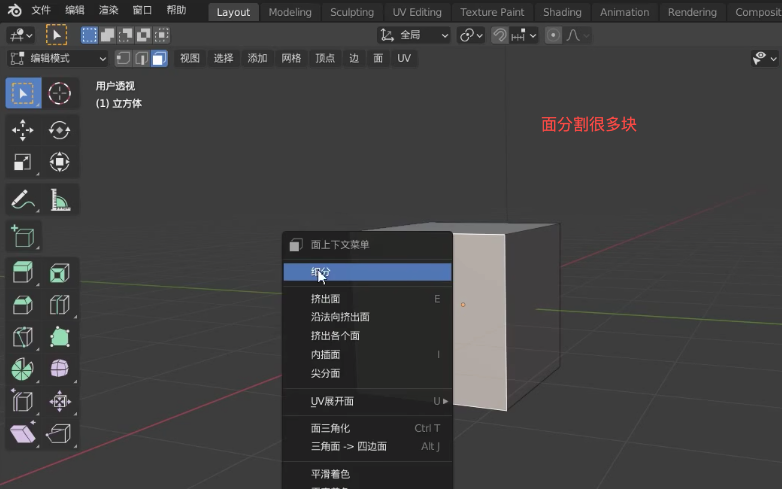 文件 编辑 渲染 窗口 帮助 Layout Modeling Sculpting UV Editing Texture Paint Shading Animation Rendering Composit
全局
编辑模式 视图 选择 添加 网格 顶点 边 面 UV
用户透视
(1) 立方体
面分割很多块
面上下文菜单
细分
挤出面 E
沿法向挤出面
挤出各个面
内插面 I
尖分面
UV展开面 U
面三角化 Ctrl T
三角面 -> 四边面 Alt J
平滑着色